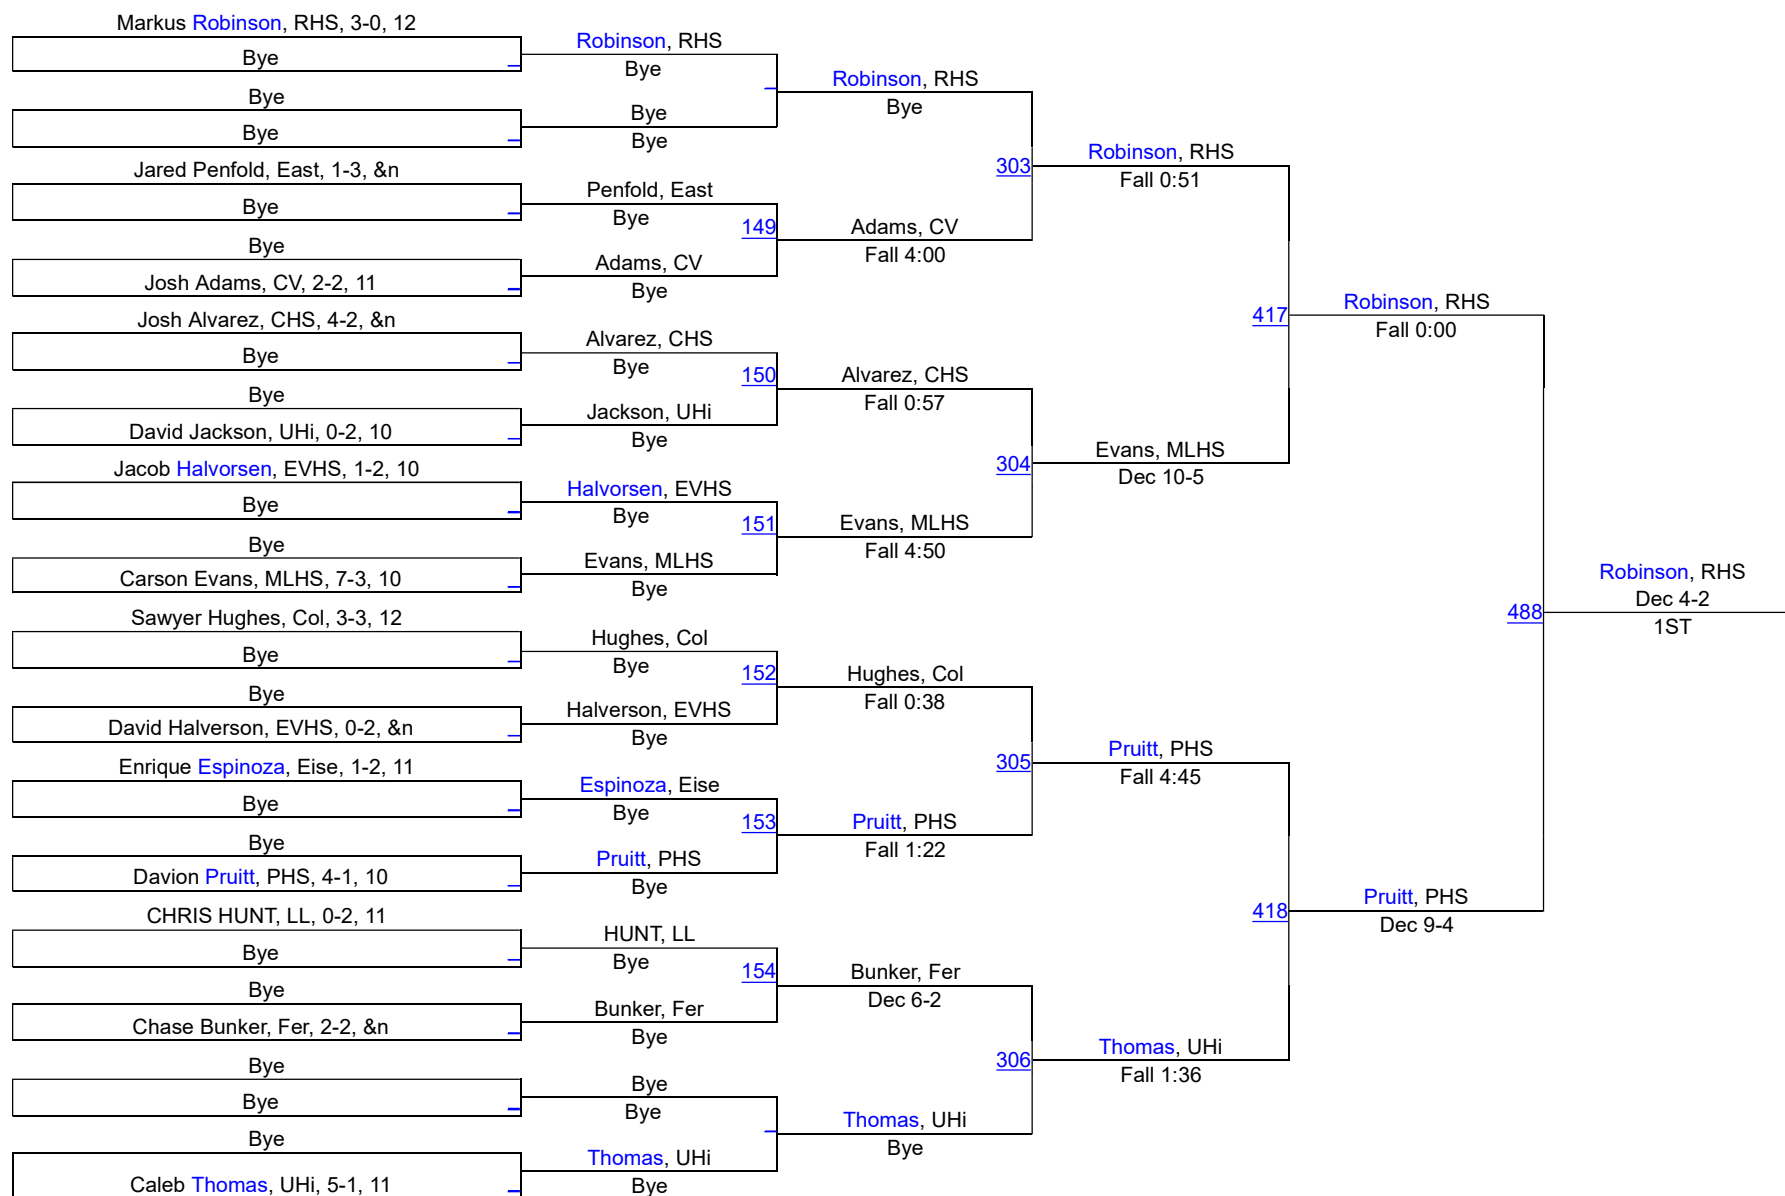 Markus Robinson, RHS, 3-0, 12
Bye
Bye
Bye
Jared Penfold, East, 1-3, &n
Bye
Bye
Josh Adams, CV, 2-2, 11
Josh Alvarez, CHS, 4-2, &n
Bye
Bye
David Jackson, UHi, 0-2, 10
Jacob Halvorsen, EVHS, 1-2, 10
Bye
Bye
Carson Evans, MLHS, 7-3, 10
Sawyer Hughes, Col, 3-3, 12
Bye
Bye
David Halverson, EVHS, 0-2, &n
Enrique Espinoza, Eise, 1-2, 11
Bye
Bye
Davion Pruitt, PHS, 4-1, 10
CHRIS HUNT, LL, 0-2, 11
Bye
Bye
Chase Bunker, Fer, 2-2, &n
Bye
Bye
Bye
Caleb Thomas, UHi, 5-1, 11
Robinson, RHS
Bye
Bye
Bye
Penfold, East
Bye
149
Adams, CV
Bye
Alvarez, CHS
Bye
150
Jackson, UHi
Bye
Halvorsen, EVHS
Bye
151
Evans, MLHS
Bye
Hughes, Col
Bye
152
Halverson, EVHS
Bye
Espinoza, Eise
Bye
153
Pruitt, PHS
Bye
HUNT, LL
Bye
154
Bunker, Fer
Bye
Bye
Bye
Thomas, UHi
Bye
Robinson, RHS
Bye
303
Adams, CV
Fall 4:00
Alvarez, CHS
Fall 0:57
304
Evans, MLHS
Fall 4:50
Hughes, Col
Fall 0:38
305
Pruitt, PHS
Fall 1:22
Bunker, Fer
Dec 6-2
306
Thomas, UHi
Bye
Robinson, RHS
Fall 0:51
417
Evans, MLHS
Dec 10-5
Pruitt, PHS
Fall 4:45
418
Thomas, UHi
Fall 1:36
Robinson, RHS
Fall 0:00
488
Pruitt, PHS
Dec 9-4
Robinson, RHS
Dec 4-2
1ST